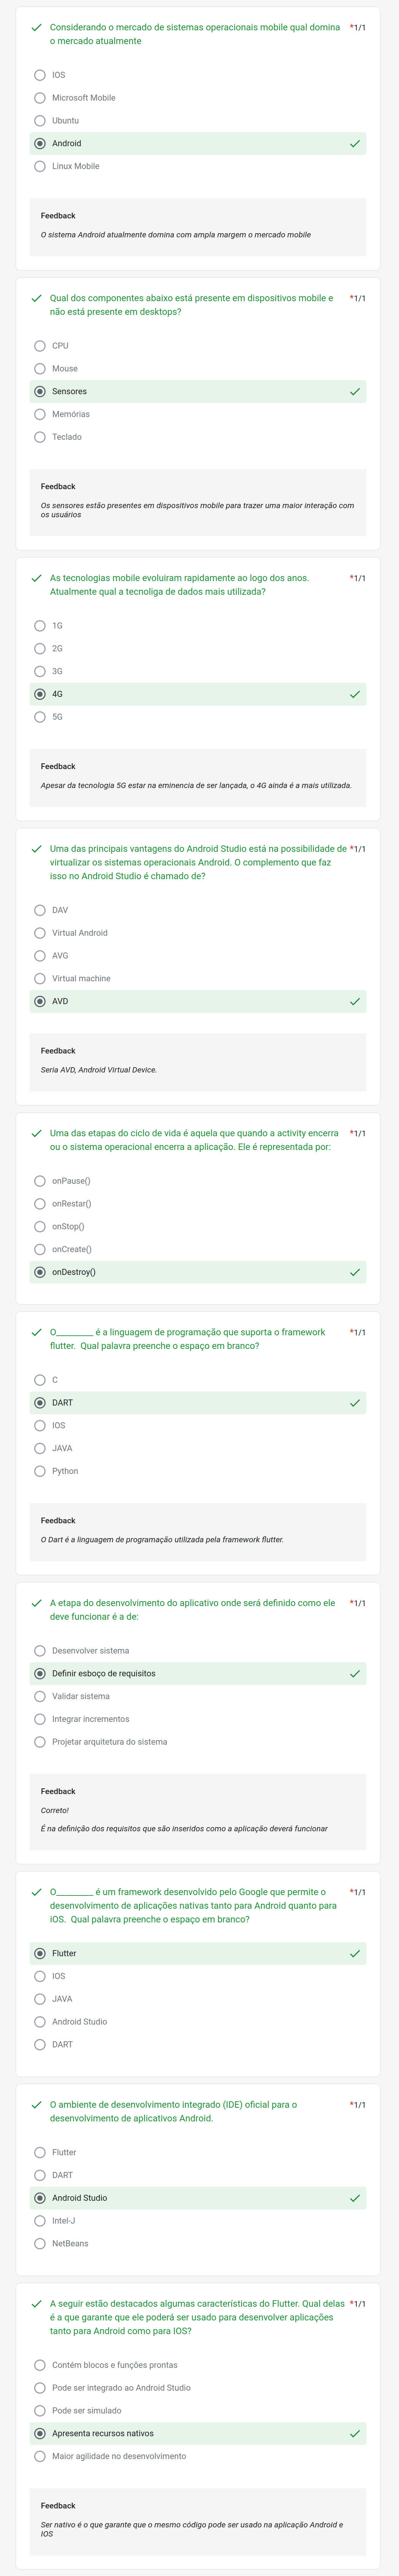 Considerando o mercado de sistemas operacionais mobile qual domina *1/1
o mercado atualmente
IOS
Microsoft Mobile
Ubuntu
Android
Linux Mobile
Feedback
O sistema Android atualmente domina com ampla margem o mercado mobile
Qual dos componentes abaixo está presente em dispositivos mobile e *1/1
não está presente em desktops?
CPU
Mouse
Sensores
Memórias
Teclado
Feedback
Os sensores estão presentes em dispositivos mobile para trazer uma maior interação com
os usuários
As tecnologias mobile evoluiram rapidamente ao logo dos anos. *1/1
Atualmente qual a tecnoliga de dados mais utilizada?
1G
2G
3G
4G
5G
Feedback
Apesar da tecnologia 5G estar na eminencia de ser lançada, o 4G ainda é a mais utilizada.
Uma das principais vantagens do Android Studio está na possibilidade de *1/1
virtualizar os sistemas operacionais Android. O complemento que faz
isso no Android Studio é chamado de?
DAV
Virtual Android
AVG
Virtual machine
AVD
Feedback
Seria AVD, Android Virtual Device.
Uma das etapas do ciclo de vida é aquela que quando a activity encerra *1/1
ou o sistema operacional encerra a aplicação. Ele é representada por:
onPause()
onRestar()
onStop()
onCreate()
onDestroy()
O_________ é a linguagem de programação que suporta o framework *1/1
flutter. Qual palavra preenche o espaço em branco?
C
DART
IOS
JAVA
Python
Feedback
O Dart é a linguagem de programação utilizada pela framework flutter.
A etapa do desenvolvimento do aplicativo onde será definido como ele *1/1
deve funcionar é a de:
Desenvolver sistema
Definir esboço de requisitos
Validar sistema
Integrar incrementos
Projetar arquitetura do sistema
Feedback
Correto!
É na definição dos requisitos que são inseridos como a aplicação deverá funcionar
O_________ é um framework desenvolvido pelo Google que permite o *1/1
desenvolvimento de aplicações nativas tanto para Android quanto para
iOS. Qual palavra preenche o espaço em branco?
Flutter
IOS
JAVA
Android Studio
DART
O ambiente de desenvolvimento integrado (IDE) oficial para o *1/1
desenvolvimento de aplicativos Android.
Flutter
DART
Android Studio
Intel-J
NetBeans
A seguir estão destacados algumas características do Flutter. Qual delas *1/1
é a que garante que ele poderá ser usado para desenvolver aplicações
tanto para Android como para IOS?
Contém blocos e funções prontas
Pode ser integrado ao Android Studio
Pode ser simulado
Apresenta recursos nativos
Maior agilidade no desenvolvimento
Feedback
Ser nativo é o que garante que o mesmo código pode ser usado na aplicação Android e
IOS